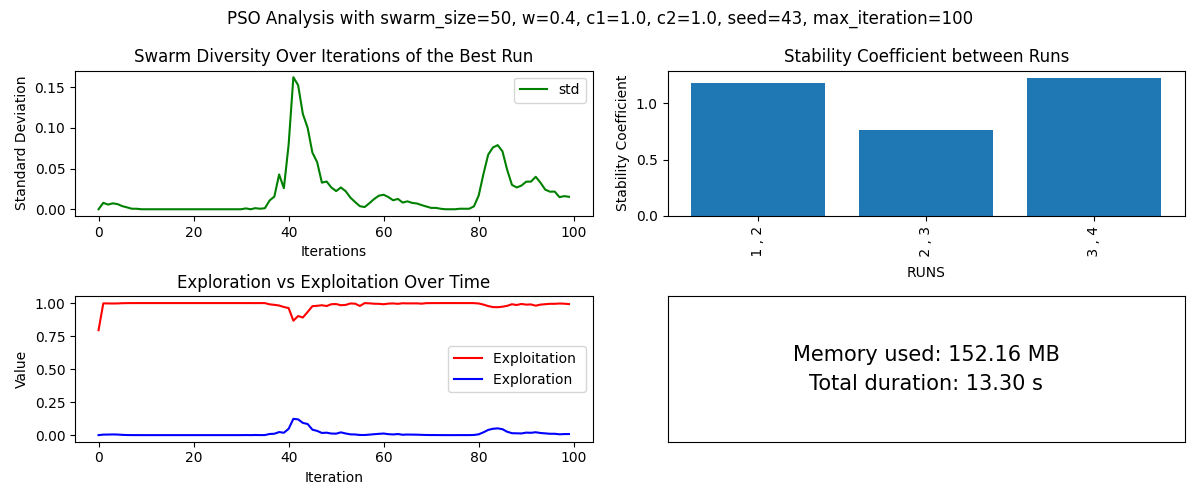 PSO Analysis with swarm_size=50, w=0.4, c1=1.0, c2=1.0, seed=43, max_iteration=100
Swarm Diversity Over Iterations of the Best Run
Standard Deviation
0.15
0.10
0.05
0.00
std
0 20 40 60 80 100
Iterations
Stability Coefficient between Runs
Stability Coefficient
1.0
0.5
0.0
1 , 2
2 , 3
3 , 4
RUNS
Exploration vs Exploitation Over Time
Value
1.00
0.75
0.50
0.25
0.00
Exploitation
Exploration
0 20 40 60 80 100
Iteration
Memory used: 152.16 MB
Total duration: 13.30 s